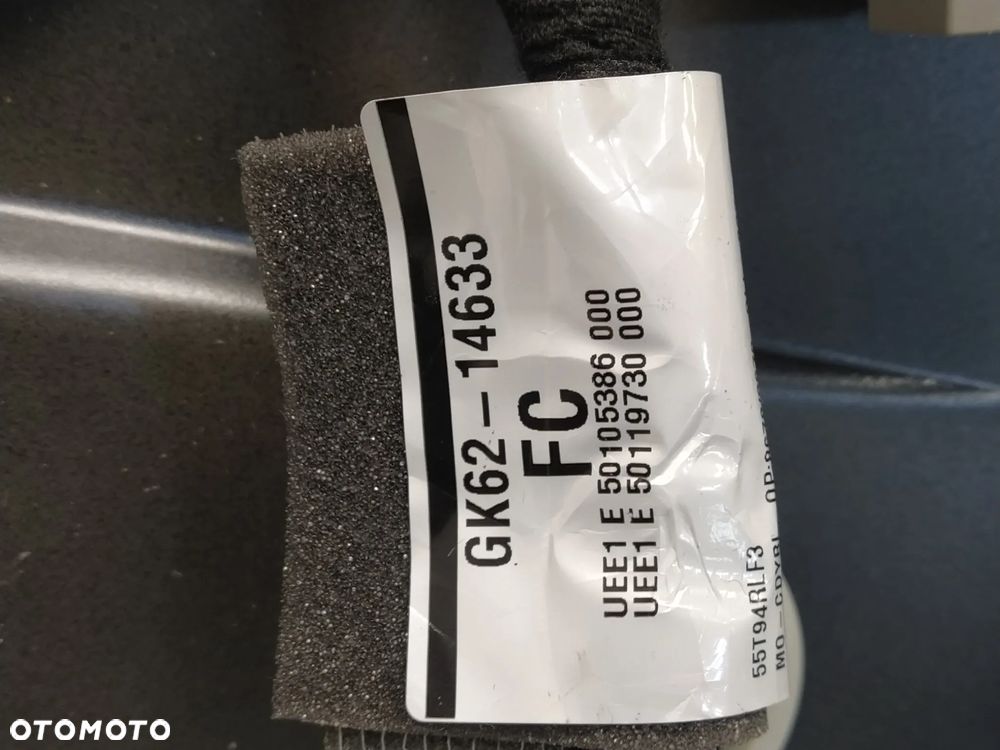 GK62-14633
FC
UEE1 E 50105386 000
UEE1 E 50119730 000
55T94RLF3
OTOMOTO